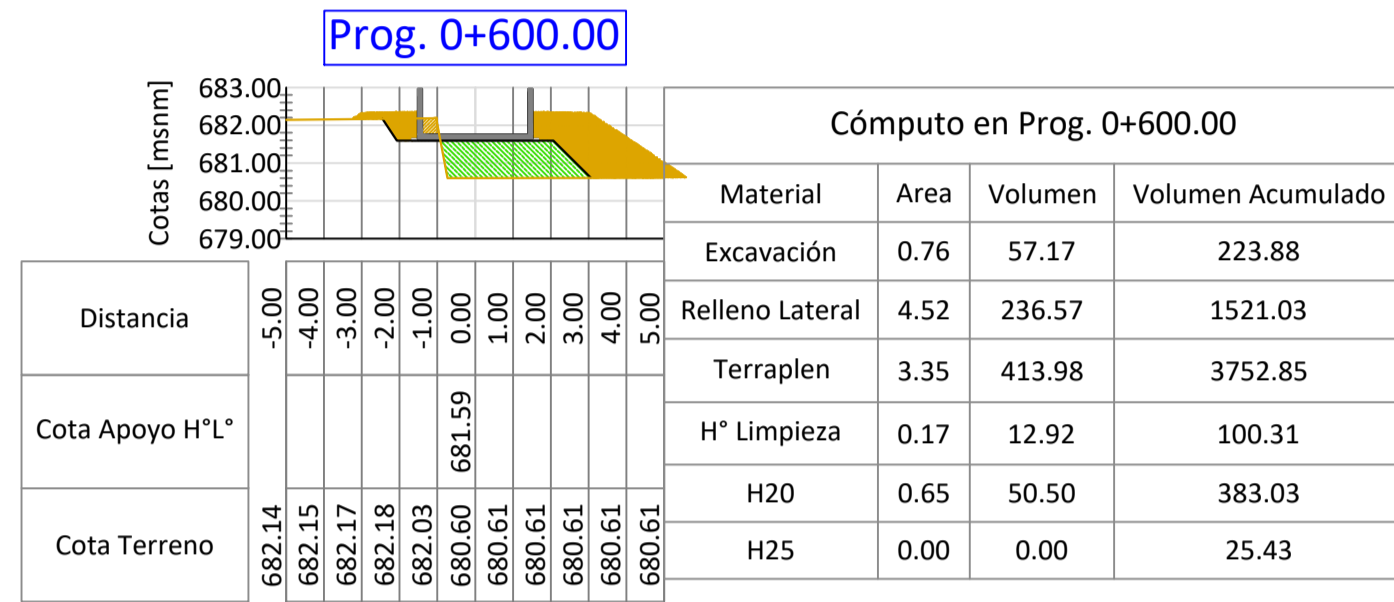 Prog. 0+600.00
Cotas [msnm]
683.00
682.00
681.00
680.00
679.00
Distancia -5.00 -4.00 -3.00 -2.00 -1.00 0.00 1.00 2.00 3.00 4.00 5.00
Cota Apoyo H°L° 681.59
Cota Terreno 682.14 682.15 682.17 682.18 682.03 680.60 680.61 680.61 680.61 680.61 680.61
Cómputo en Prog. 0+600.00
Material Area Volumen Volumen Acumulado
Excavación 0.76 57.17 223.88
Relleno Lateral 4.52 236.57 1521.03
Terraplen 3.35 413.98 3752.85
H° Limpieza 0.17 12.92 100.31
H20 0.65 50.50 383.03
H25 0.00 0.00 25.43